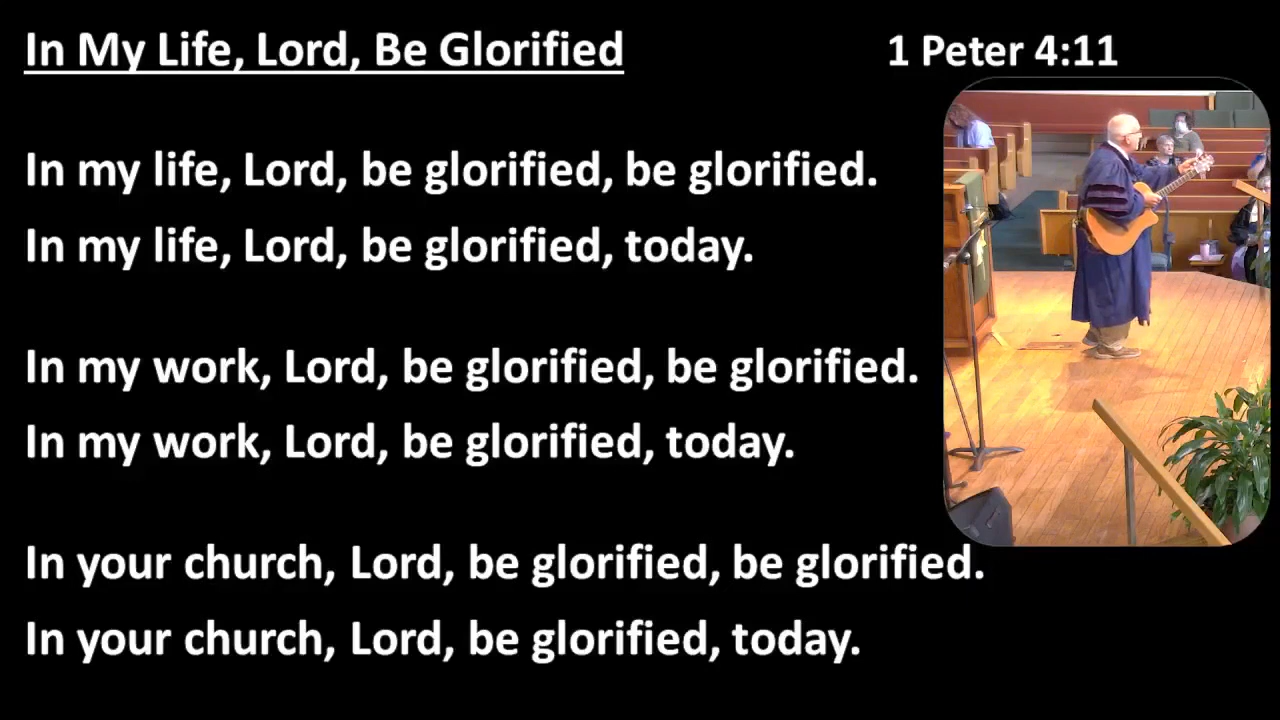 In My Life, Lord, Be Glorified
1 Peter 4:11
In my life, Lord, be glorified, be glorified.
In my life, Lord, be glorified, today.
In my work, Lord, be glorified, be glorified.
In my work, Lord, be glorified, today.
In your church, Lord, be glorified, be glorified.
In your church, Lord, be glorified, today.